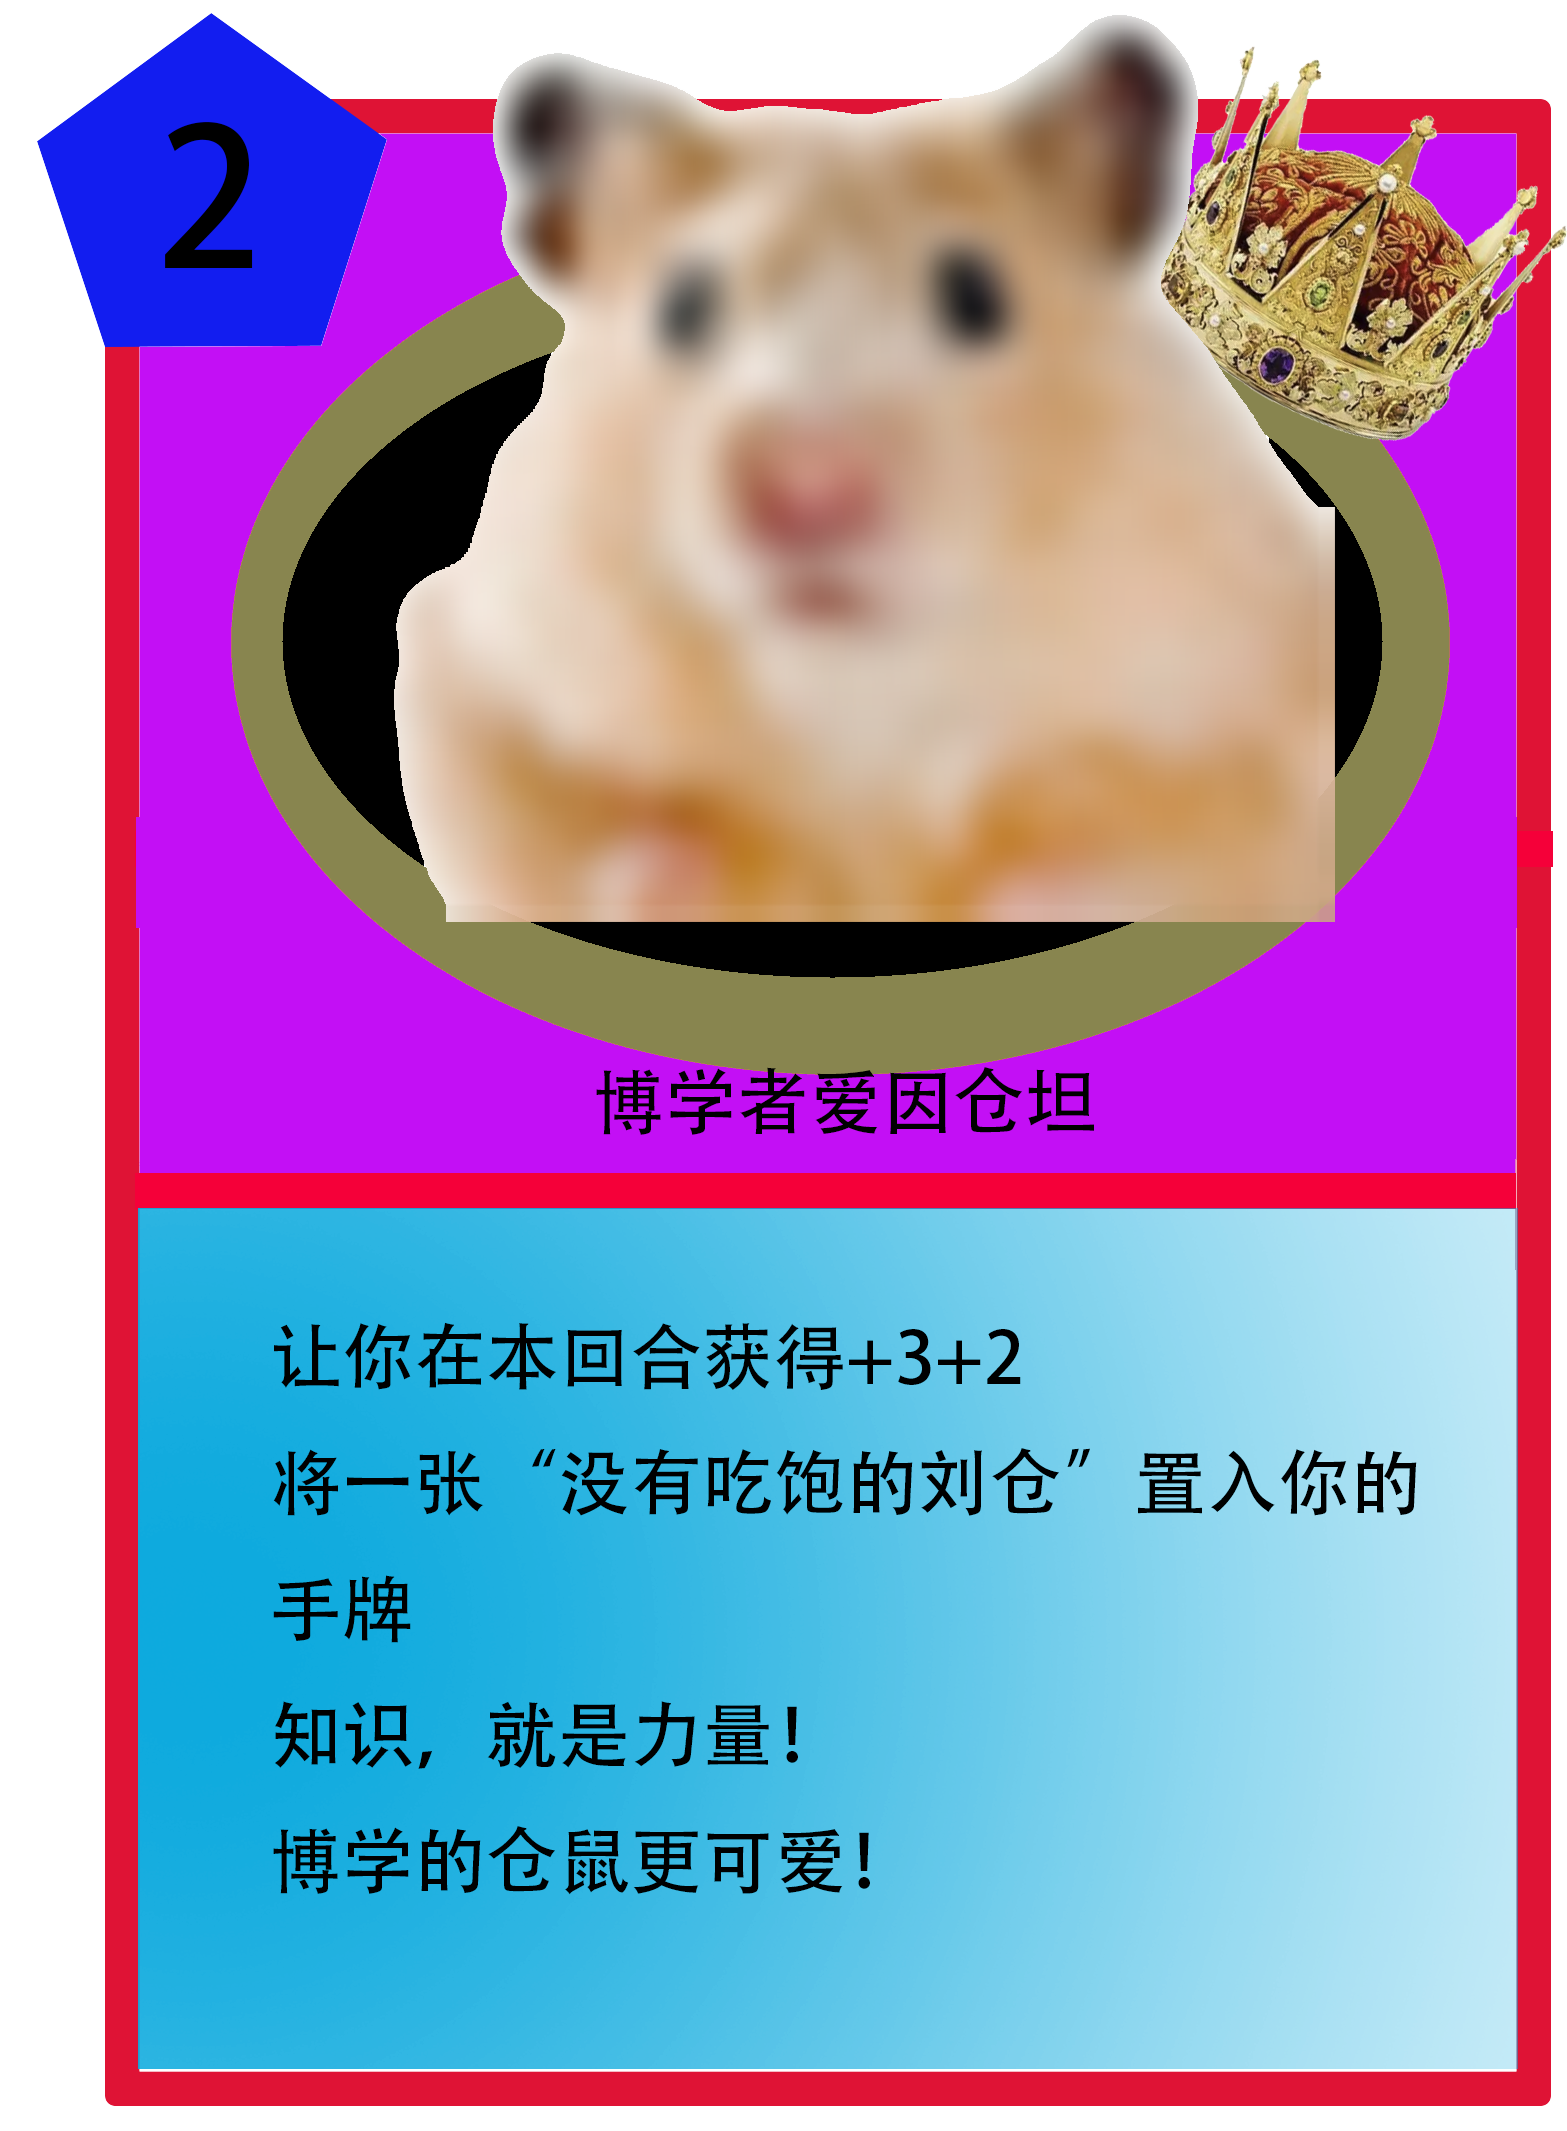 2
博学者爱因仓坦
让你在本回合获得+3+2
将一张“没有吃饱的刘仓”置入你的
手牌
知识，就是力量！
博学的仓鼠更可爱！